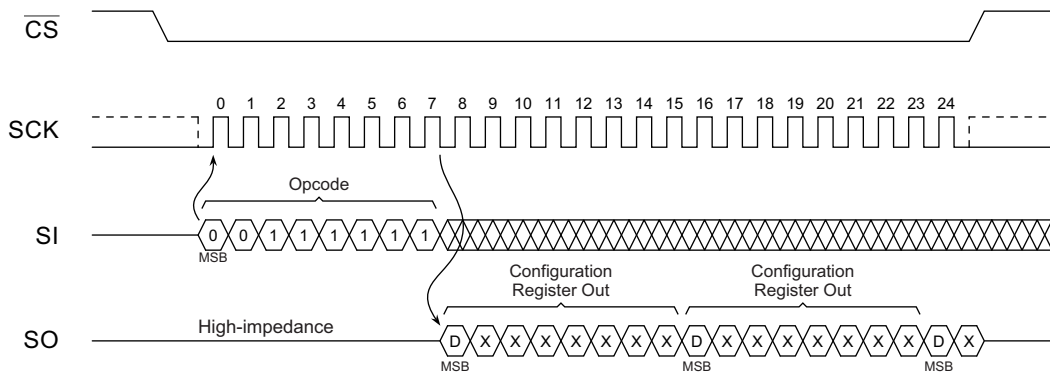 CS
0 1 2 3 4 5 6 7 8 9 10 11 12 13 14 15 16 17 18 19 20 21 22 23 24
SCK
Opcode
SI
0 0 1 1 1 1 1 1
MSB
Configuration
Register Out
Configuration
Register Out
High-impedance
SO
D X X X X X X X D X X X X X X X D X
MSB MSB MSB